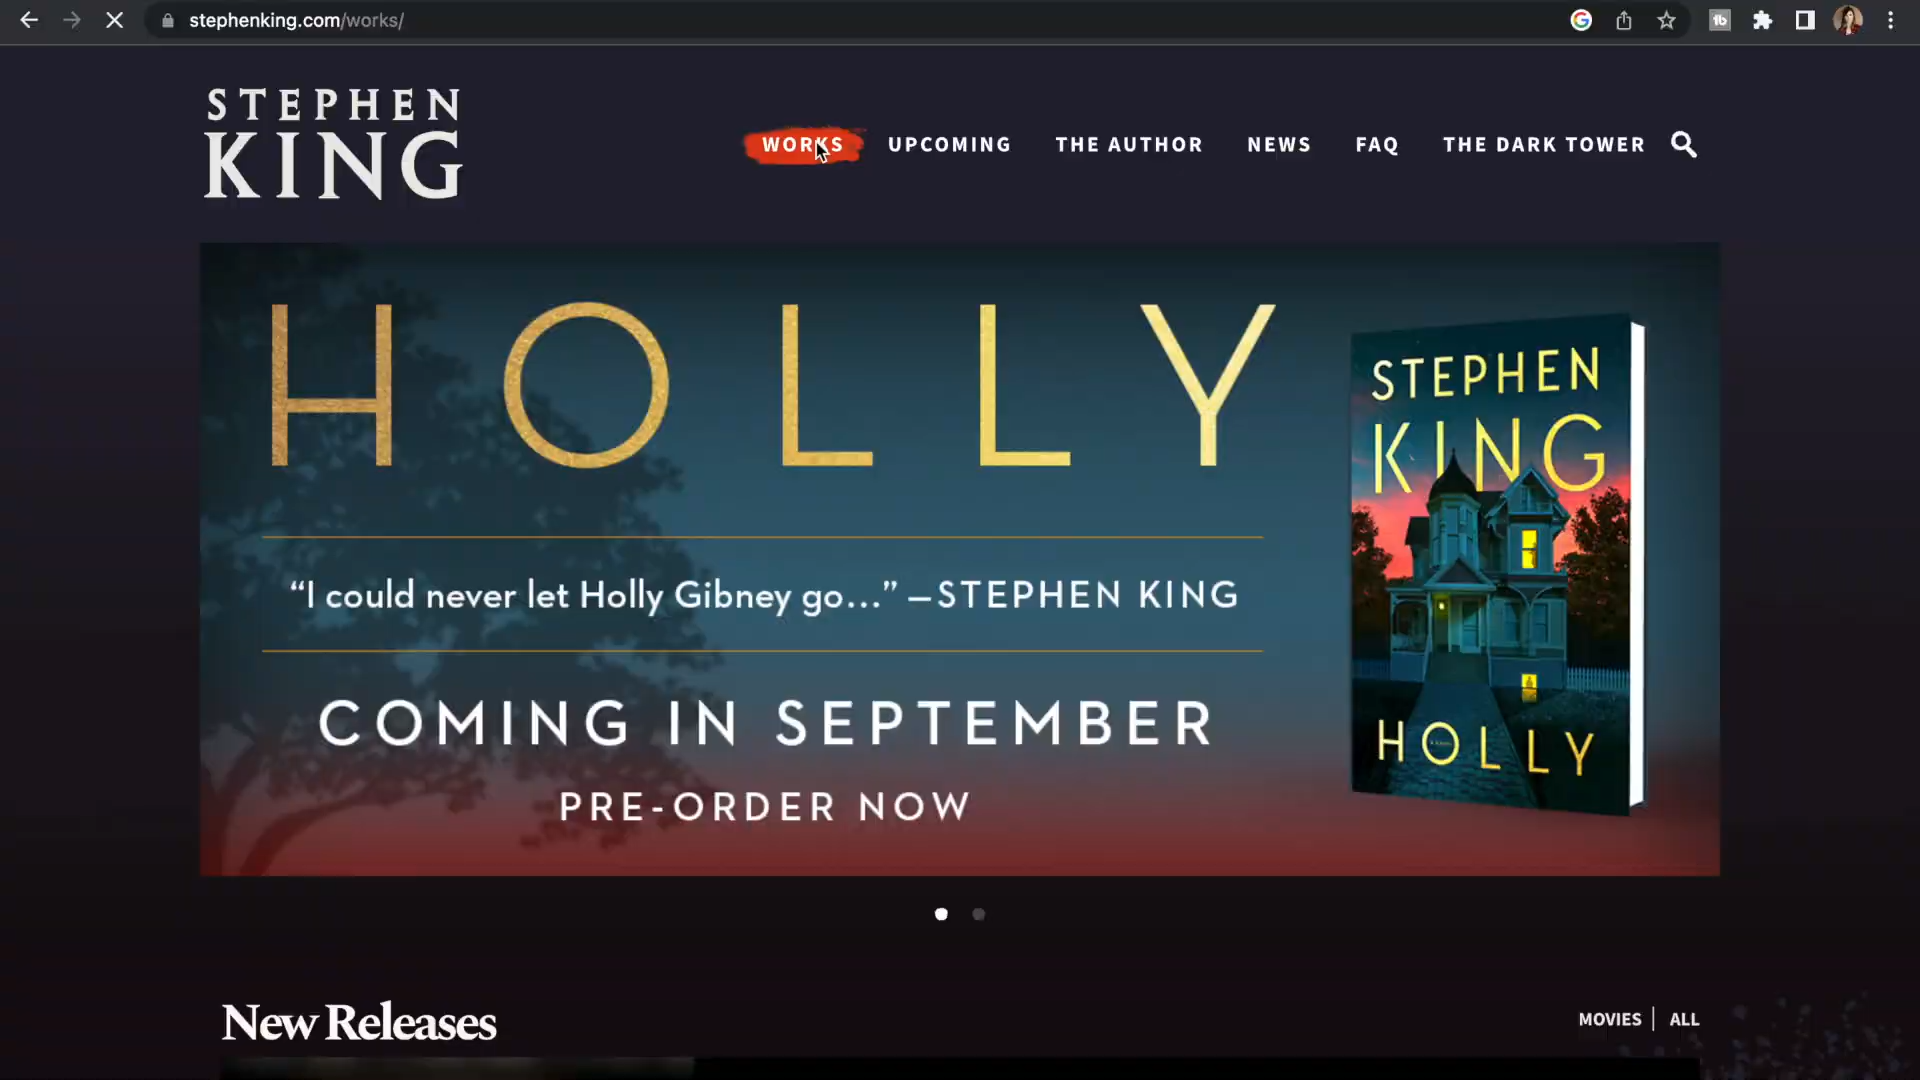 stephenking.com/works/
STEPHEN
KING
WORKS
UPCOMING
THE AUTHOR
NEWS
FAQ
THE DARK TOWER
HOLLY
“I could never let Holly Gibney go...” –STEPHEN KING
COMING IN SEPTEMBER
PRE-ORDER NOW
STEPHEN
KING
HOLLY
New Releases
MOVIES | ALL